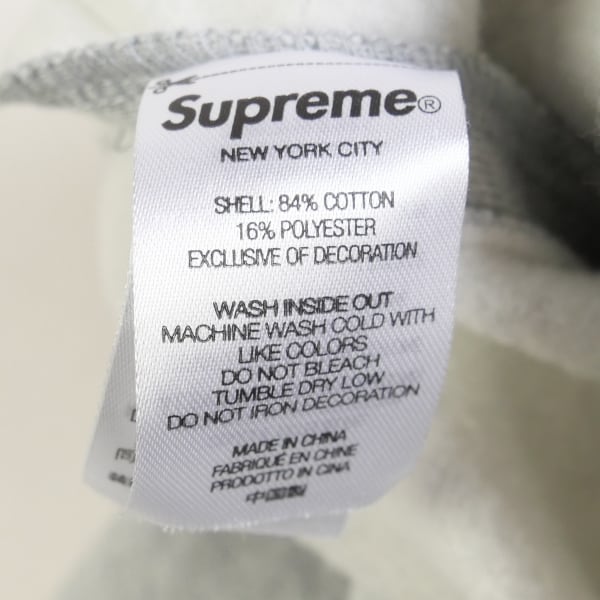 Supreme®
NEW YORK CITY
SHELL: 84% COTTON
16% POLYESTER
EXCLUSIVE OF DECORATION
WASH INSIDE OUT
MACHINE WASH COLD WITH
LIKE COLORS
DO NOT BLEACH
TUMBLE DRY LOW
DO NOT IRON DECORATION
MADE IN CHINA
FABRIQUÉ EN CHINE
PRODOTTO IN CINA
中国製